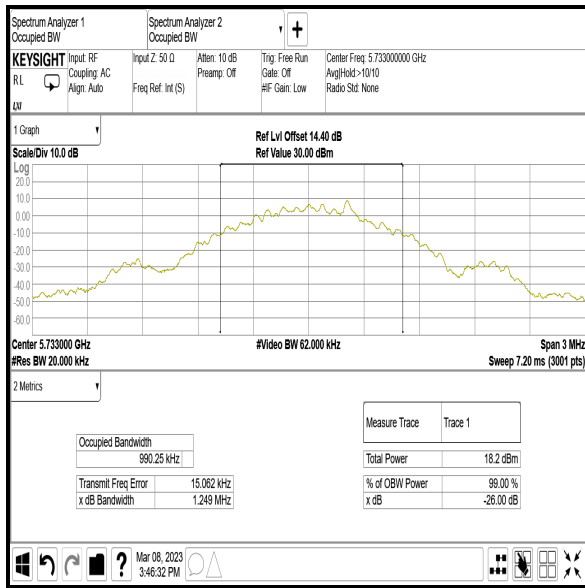 Spectrum Analyzer 1
Occupied BW
Spectrum Analyzer 2
Occupied BW
+
KEYSIGHT
RL
LXI
Input: RF
Coupling: AC
Align: Auto
Input Z: 50 Ω
Freq Ref: Int (S)
Atten: 10 dB
Preamp: Off
Trig: Free Run
Gate: Off
#IF Gain: Low
Center Freq: 5.733000000 GHz
Avg|Hold:>10/10
Radio Std: None
1 Graph
Scale/Div 10.0 dB
Ref Lvl Offset 14.40 dB
Ref Value 30.00 dBm
Log
20.0
10.0
0.00
-10.0
-20.0
-30.0
-40.0
-50.0
-60.0
Center 5.733000 GHz
#Video BW 62.000 kHz
Span 3 MHz
#Res BW 20.000 kHz
Sweep 7.20 ms (3001 pts)
2 Metrics
Occupied Bandwidth
990.25 kHz
Transmit Freq Error 15.062 kHz
x dB Bandwidth 1.249 MHz
Measure Trace Trace 1
Total Power 18.2 dBm
% of OBW Power 99.00 %
x dB -26.00 dB
?
Mar 08, 2023
3:46:32 PM